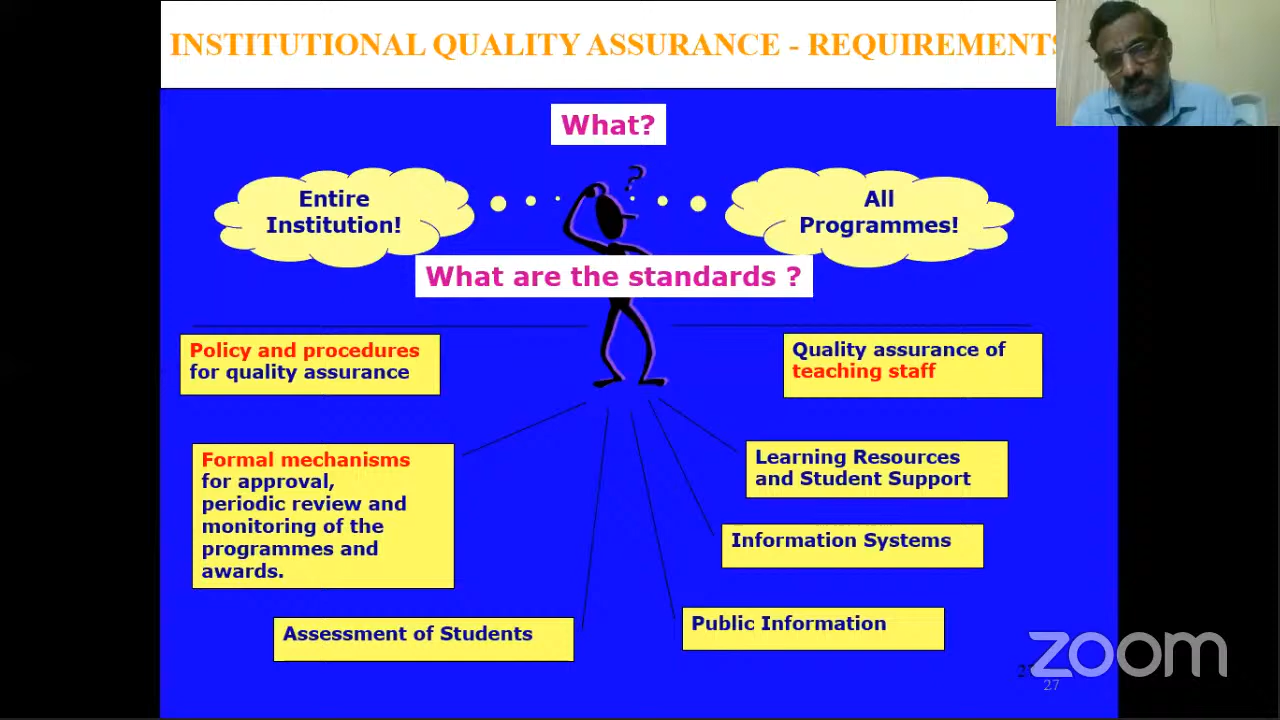 INSTITUTIONAL QUALITY ASSURANCE - REQUIREMENTS
What?
?
Entire
Institution!
All
Programmes!
What are the standards ?
Policy and procedures
for quality assurance
Quality assurance of
teaching staff
Formal mechanisms
for approval,
periodic review and
monitoring of the
programmes and
awards.
Learning Resources
and Student Support
Information Systems
Public Information
Assessment of Students
zoom
27
27